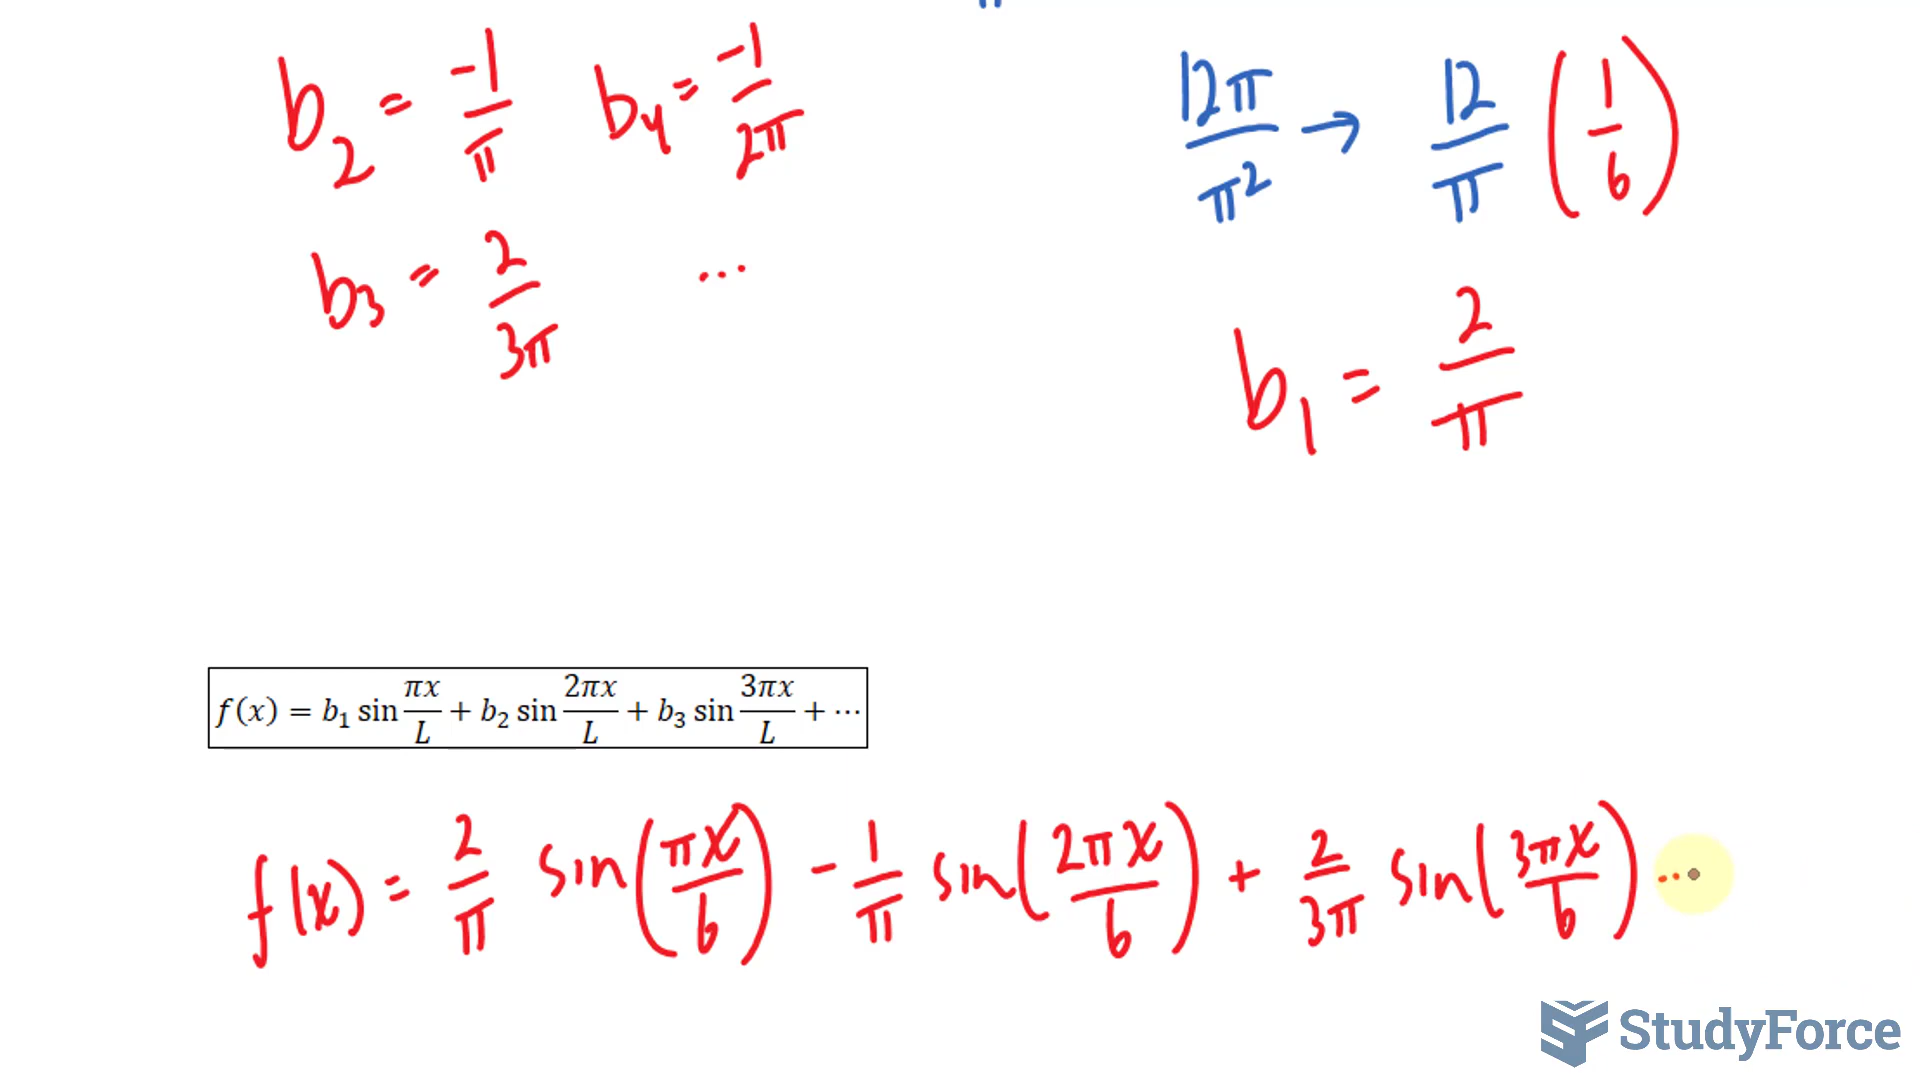 b₂ = -1/π b₄ = -1/2π
b₃ = 2/3π ...
12π/π² → 12/π (1/6)
b₁ = 2/π
f(x) = b₁ sin πx/L + b₂ sin 2πx/L + b₃ sin 3πx/L + ⋯
f(x) = 2/π sin(πx/6) - 1/π sin(2πx/6) + 2/3π sin(3πx/6) ...
StudyForce